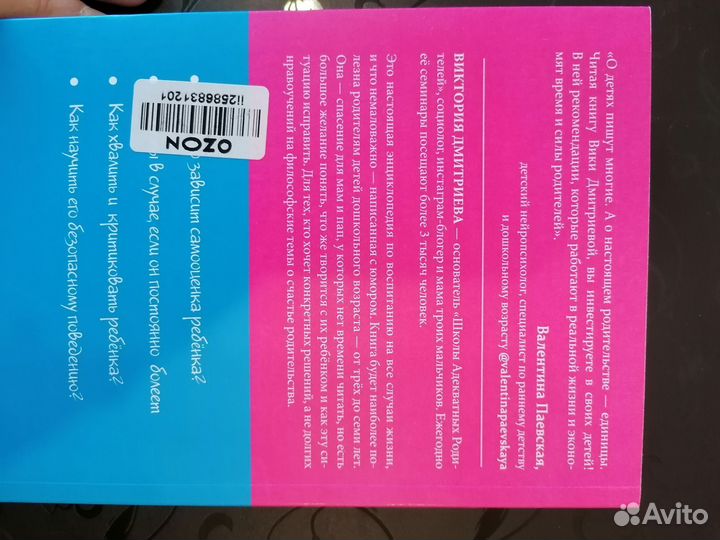 «О детях пишут многие. А о настоящем родительстве — единицы.
Читая книгу Вики Дмитриевой, вы инвестируете в своих детей!
В ней рекомендации, которые работают в реальной жизни и эконо-
мят время и силы родителей».
Валентина Паевская,
детский нейропсихолог, специалист по раннему детству
и дошкольному возрасту @valentinapaevskaya
ВИКТОРИЯ ДМИТРИЕВА — основатель «Школы Адекватных Роди-
телей», социолог, инстаграм-блогер и мама троих мальчиков. Ежегодно
её семинары посещают более 3 тысяч человек.
Это настоящая энциклопедия по воспитанию на все случаи жизни,
и что немаловажно — написанная с юмором. Книга будет наиболее по-
лезна родителям детей дошкольного возраста — от трёх до семи лет.
Она — спасение для мам и пап, у которых нет времени читать, но есть
большое желание понять, что же творится с их ребёнком и как эту си-
туацию исправить. Для тех, кто хочет конкретных решений, а не долгих
нравоучений на философские темы о счастье родительства.
зависит самооценка ребёнка?
в случае, если он постоянно болеет
• Как хвалить и критиковать ребёнка?
• Как научить его безопасному поведению?
OZON
ii2586831201
Avito